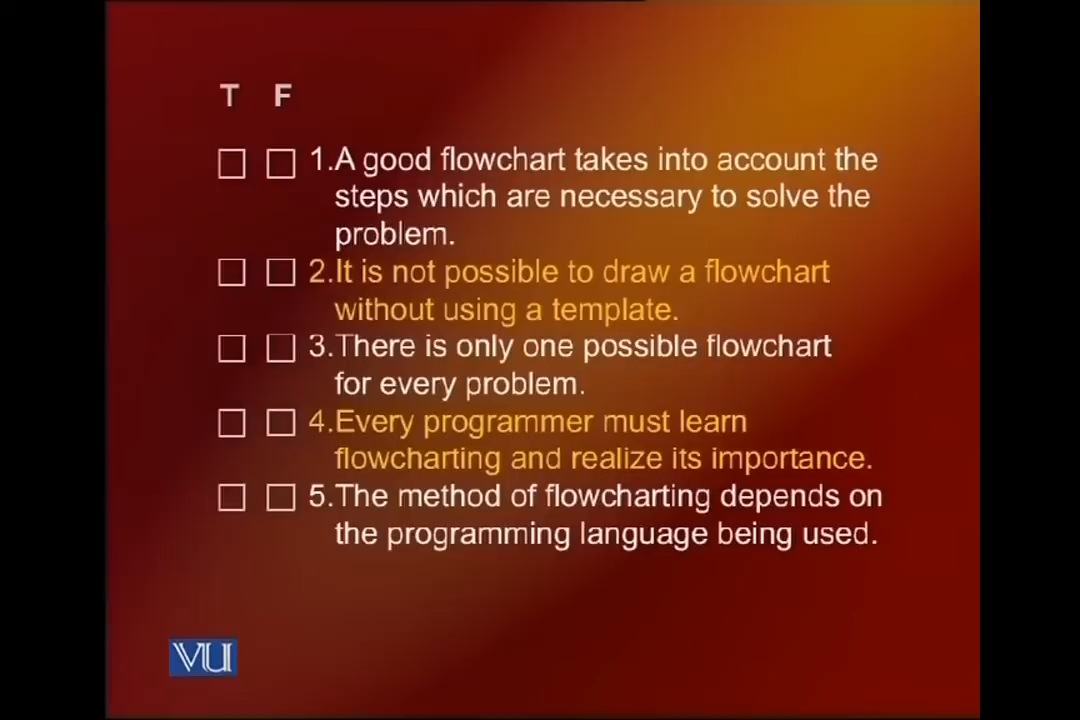 T F
1.A good flowchart takes into account the
steps which are necessary to solve the
problem.
2.It is not possible to draw a flowchart
without using a template.
3.There is only one possible flowchart
for every problem.
4.Every programmer must learn
flowcharting and realize its importance.
5.The method of flowcharting depends on
the programming language being used.
VU